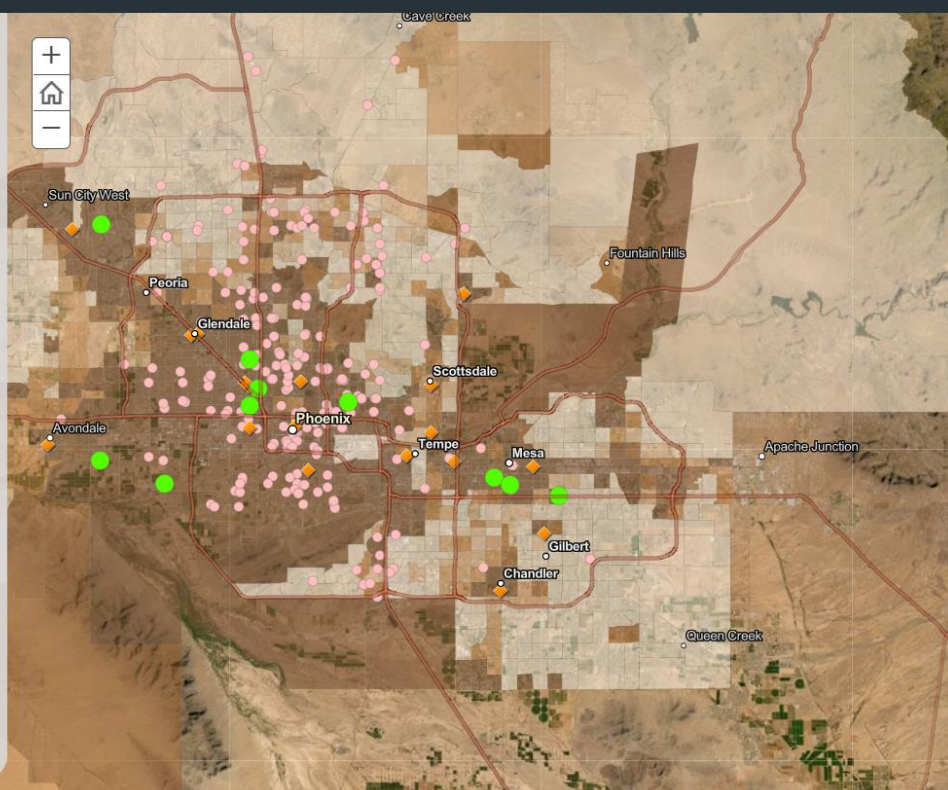 Cave Creek
+
−
Sun City West
Fountain Hills
Peoria
Glendale
Scottsdale
Phoenix
Avondale
Tempe
Mesa
Apache Junction
Gilbert
Chandler
Queen Creek